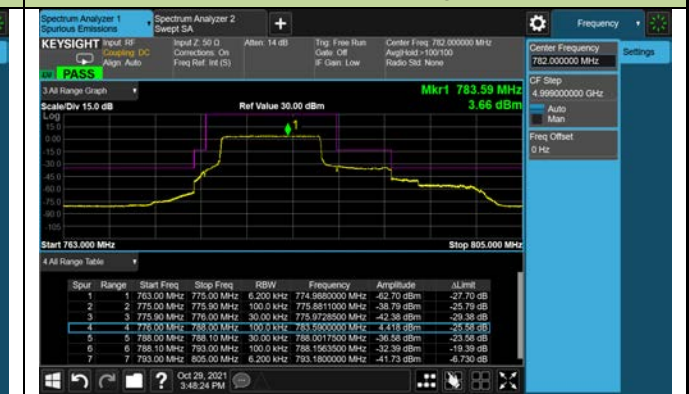 Spectrum Analyzer 1
Spurious Emissions
Spectrum Analyzer 2
Swept SA
Frequency
KEYSIGHT
Input: RF
Coupling: DC
Align: Auto
Input Z: 50 Ω
Corrections: On
Freq Ref: Int (S)
Atten: 14 dB
Trig: Free Run
Gate: Off
IF Gain: Low
Center Freq: 782.000000 MHz
Avg|Hold:>100/100
Radio Std: None
PASS
Center Frequency
782.000000 MHz
Settings
CF Step
4.999000000 GHz
Auto
Man
Freq Offset
0 Hz
3 All Range Graph
Mkr1 783.59 MHz
Scale/Div 15.0 dB
Ref Value 30.00 dBm
3.66 dBm
Log
15.0
0.00
-15.0
-30.0
-45.0
-60.0
-75.0
-90.0
-105
1
Start 763.000 MHz
Stop 805.000 MHz
4 All Range Table
Spur Range Start Freq Stop Freq RBW Frequency Amplitude ΔLimit
1 1 763.00 MHz 775.00 MHz 6.200 kHz 774.9680000 MHz -62.70 dBm -27.70 dB
2 2 775.00 MHz 775.90 MHz 100.0 kHz 775.8811000 MHz -38.79 dBm -25.79 dB
3 3 775.90 MHz 776.00 MHz 30.00 kHz 775.9728500 MHz -42.38 dBm -29.38 dB
4 4 776.00 MHz 788.00 MHz 100.0 kHz 783.5900000 MHz 4.418 dBm -25.58 dB
5 5 788.00 MHz 788.10 MHz 30.00 kHz 788.0017500 MHz -36.58 dBm -23.58 dB
6 6 788.10 MHz 793.00 MHz 100.0 kHz 788.1563500 MHz -32.39 dBm -19.39 dB
7 7 793.00 MHz 805.00 MHz 6.200 kHz 793.1800000 MHz -41.73 dBm -6.730 dB
?
Oct 29, 2021
3:48:24 PM